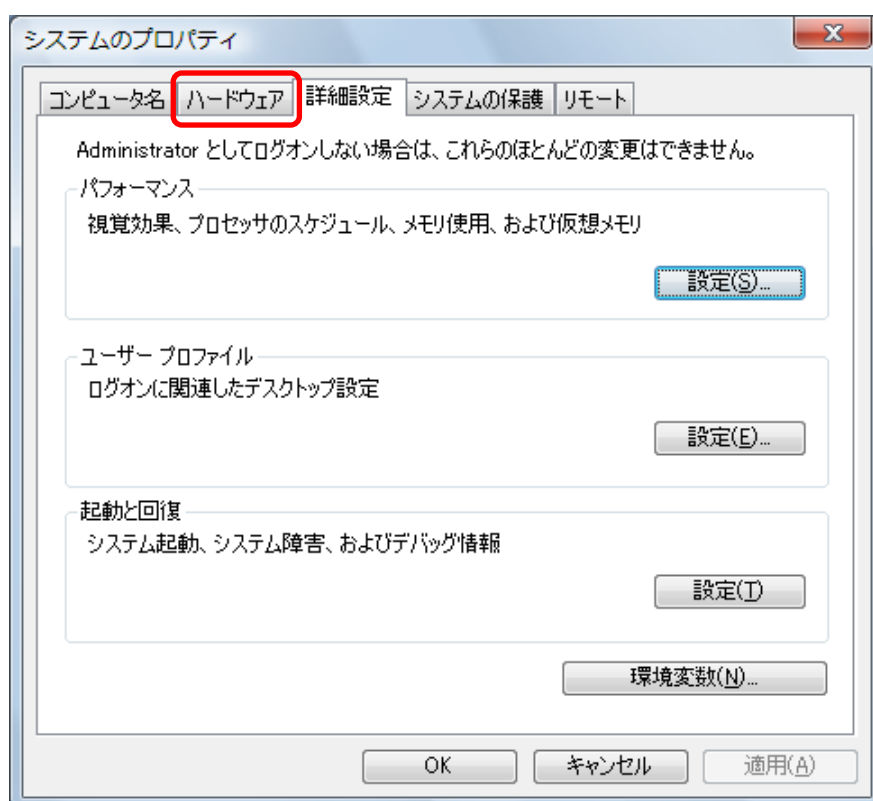 システムのプロパティ
コンピュータ名 ハードウェア 詳細設定 システムの保護 リモート
Administrator としてログオンしない場合は、これらのほとんどの変更はできません。
パフォーマンス
視覚効果、プロセッサのスケジュール、メモリ使用、および仮想メモリ
設定(S)...
ユーザー プロファイル
ログオンに関連したデスクトップ設定
設定(E)...
起動と回復
システム起動、システム障害、およびデバッグ情報
設定(T)
環境変数(N)...
OK キャンセル 適用(A)